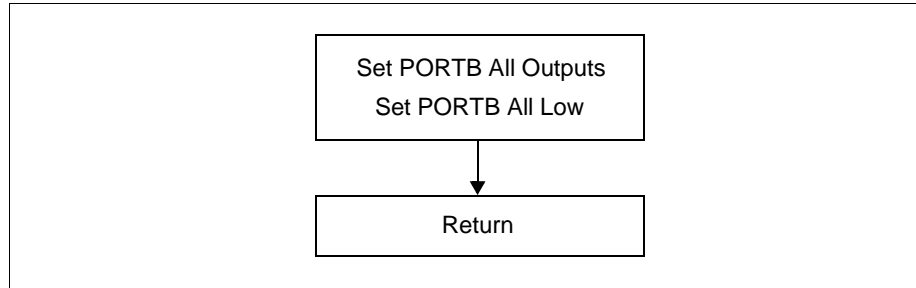 Set PORTB All Outputs
Set PORTB All Low
Return